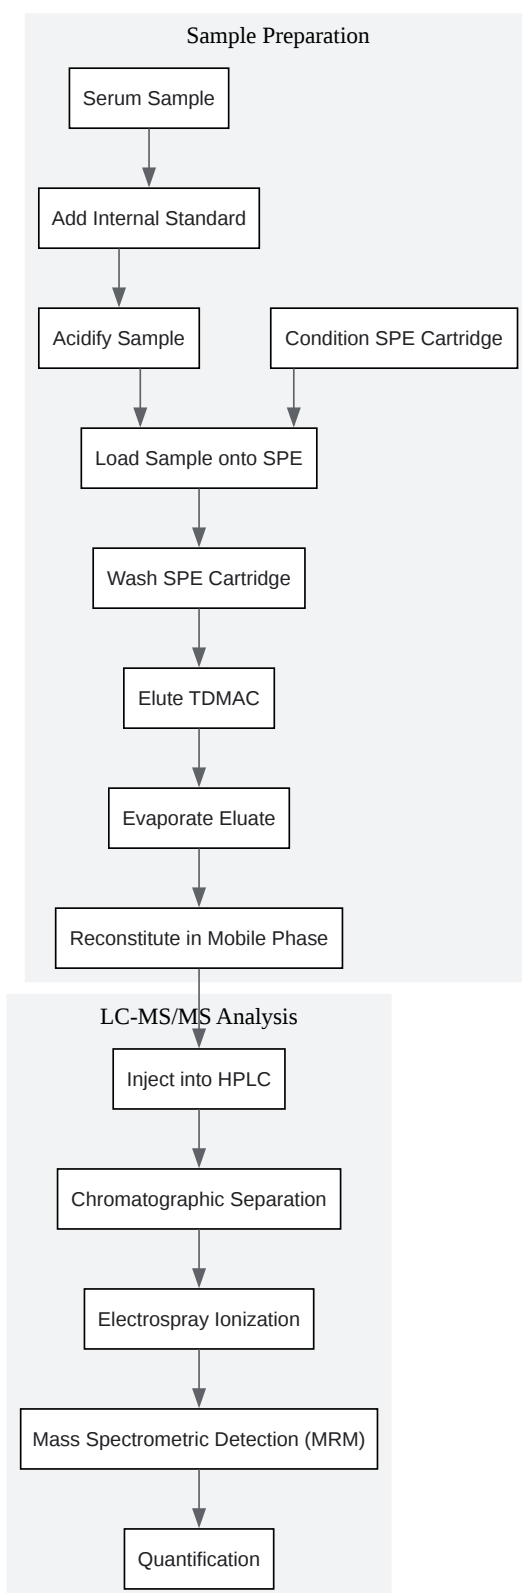 Sample Preparation
Serum Sample
Add Internal Standard
Acidify Sample
Condition SPE Cartridge
Load Sample onto SPE
Wash SPE Cartridge
Elute TDMAC
Evaporate Eluate
Reconstitute in Mobile Phase
LC-MS/MS Analysis
Inject into HPLC
Chromatographic Separation
Electrospray Ionization
Mass Spectrometric Detection (MRM)
Quantification